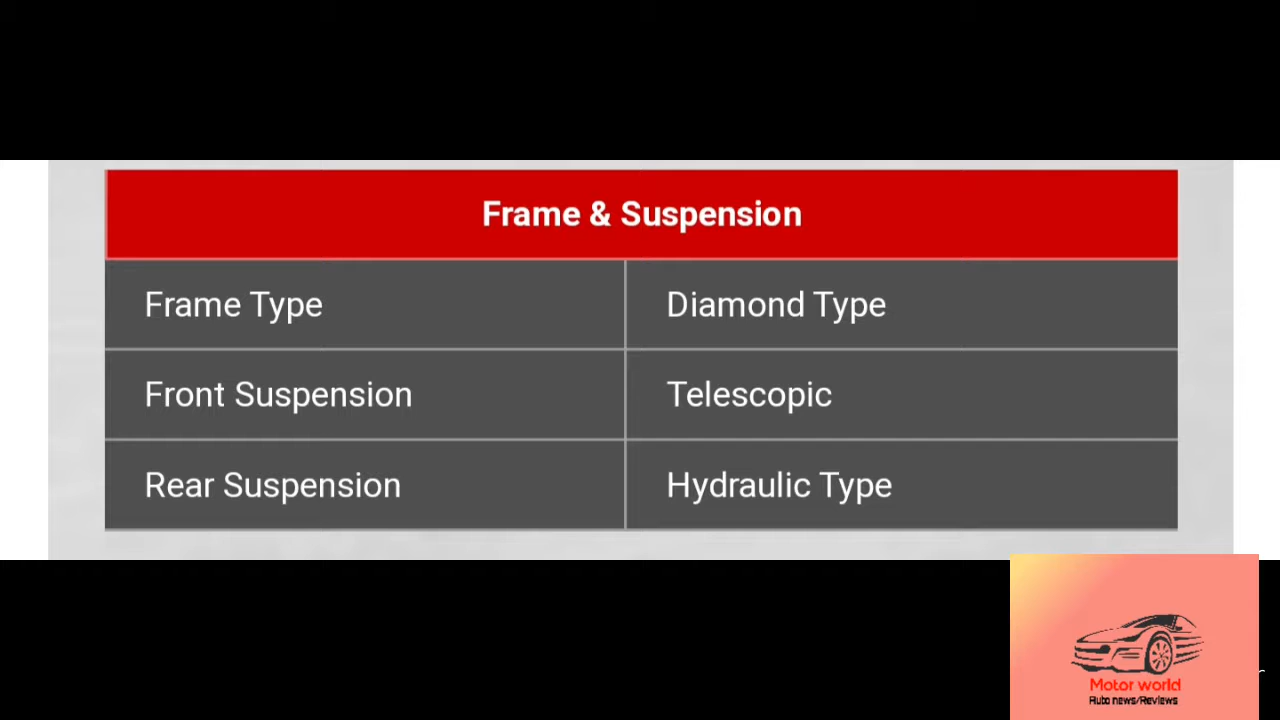 Frame & Suspension
Frame Type Diamond Type
Front Suspension Telescopic
Rear Suspension Hydraulic Type
Motor world
Auto news/Reviews